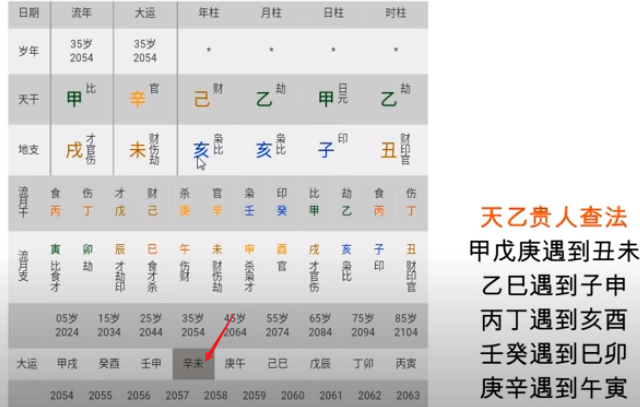 日期 流年 大运 年柱 月柱 日柱 时柱
岁年 35岁 2054 35岁 2054 * * * *
天干 甲 比 辛 官 己 财 乙 劫 甲 日元 乙 劫
地支 戌 才官伤 未 财伤劫 亥 枭比 亥 枭比 子 印 丑 财印官
流月干 食 伤 才 财 杀 官 枭 印 比 劫 食 伤
丙 丁 戊 己 庚 辛 壬 癸 甲 乙 丙 丁
流月支 寅 卯 辰 巳 午 未 申 酉 戌 亥 子 丑
比食才 劫 才劫印 食才杀 伤财 财伤劫 杀枭才 官 才官伤 枭比 印 财印官
05岁 15岁 25岁 35岁 45岁 55岁 65岁 75岁 85岁
2024 2034 2044 2054 2064 2074 2084 2094 2104
大运 甲戌 癸酉 壬申 辛未 庚午 己巳 戊辰 丁卯 丙寅
2054 2055 2056 2057 2058 2059 2060 2061 2062 2063
天乙贵人查法
甲戊庚遇到丑未
乙巳遇到子申
丙丁遇到亥酉
壬癸遇到巳卯
庚辛遇到午寅